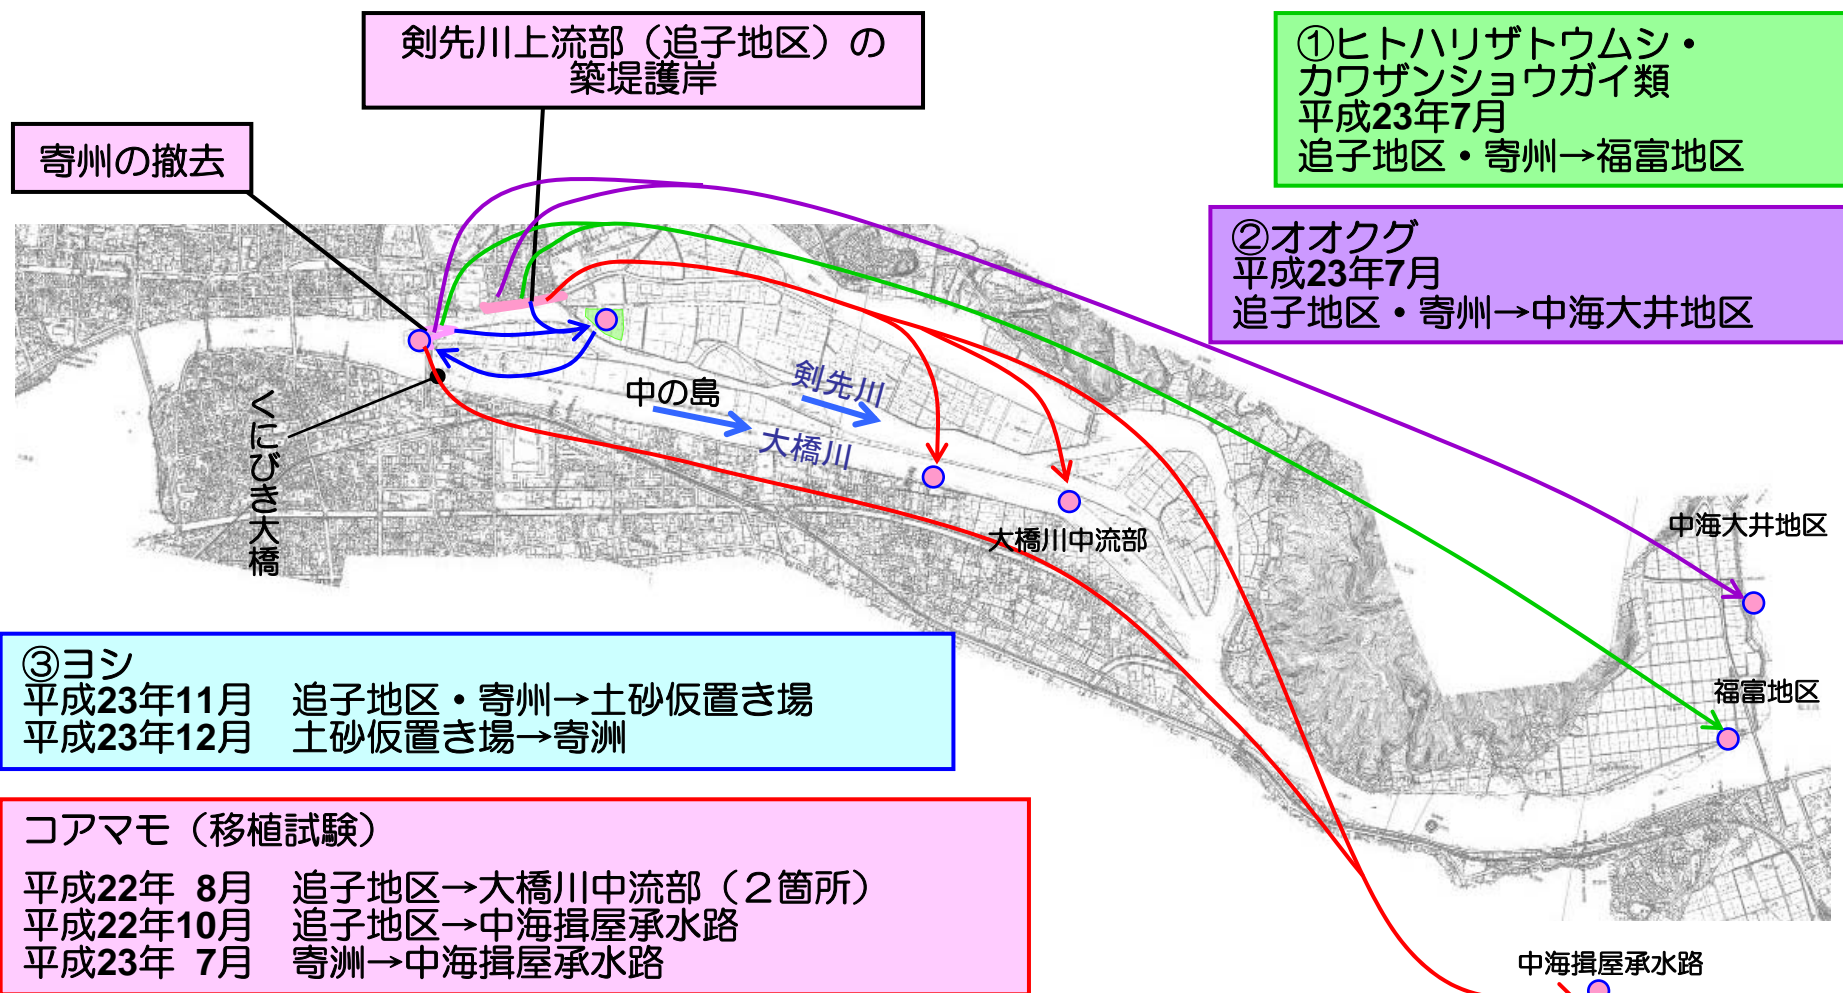 剣先川上流部（追子地区）の
築堤護岸
寄州の撤去
①ヒトハリザトウムシ・
カワザンショウガイ類
平成23年7月
追子地区・寄州→福富地区
②オオクグ
平成23年7月
追子地区・寄州→中海大井地区
中の島
剣先川
大橋川
くにびき大橋
大橋川中流部
中海大井地区
福富地区
③ヨシ
平成23年11月　追子地区・寄州→土砂仮置き場
平成23年12月　土砂仮置き場→寄洲
コアマモ（移植試験）
平成22年 8月　追子地区→大橋川中流部（２箇所）
平成22年10月　追子地区→中海揖屋承水路
平成23年 7月　寄洲→中海揖屋承水路
中海揖屋承水路